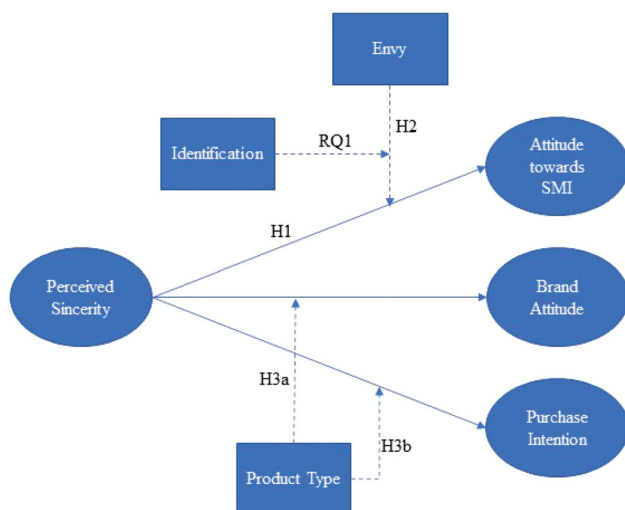 Envy
Identification
RQ1
H2
Attitude
towards
SMI
H1
Perceived
Sincerity
Brand
Attitude
H3a
Purchase
Intention
H3b
Product Type